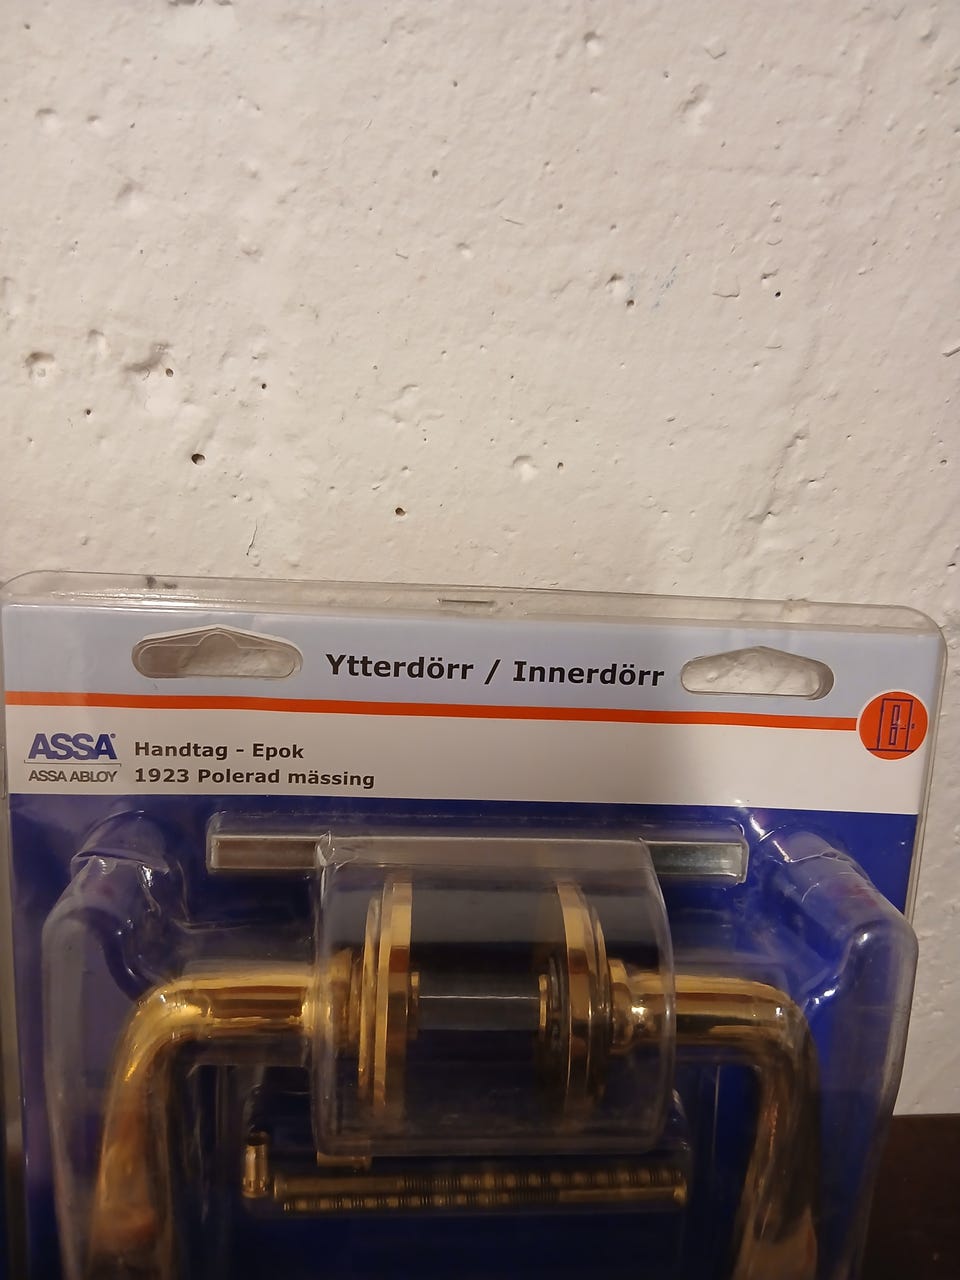 Ytterdörr / Innerdörr
ASSA
ASSA ABLOY
Handtag - Epok
1923 Polerad mässing